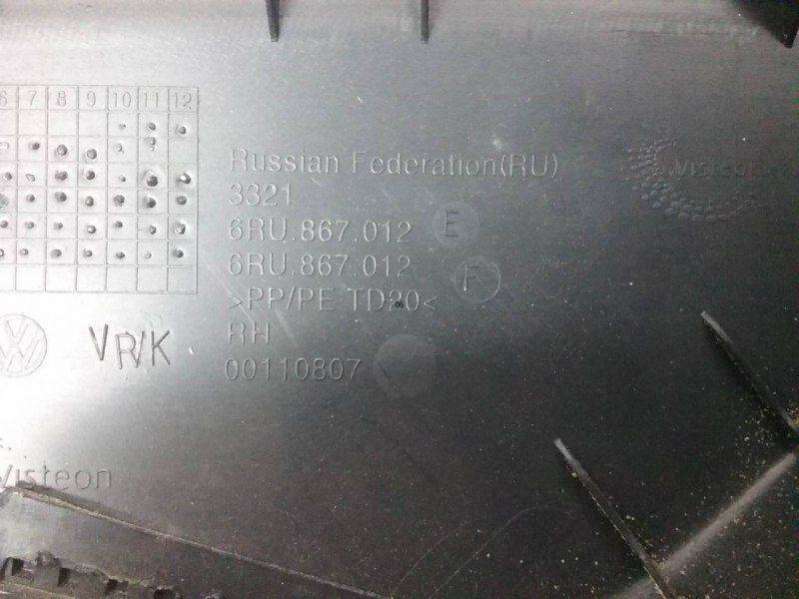 6 7 8 9 10 11 12
Russian Federation(RU)
3321
6RU.867.012 E
6RU.867.012 F
>PP/PE TD20<
RH
00110807
VR/K
Visteon
Visteon